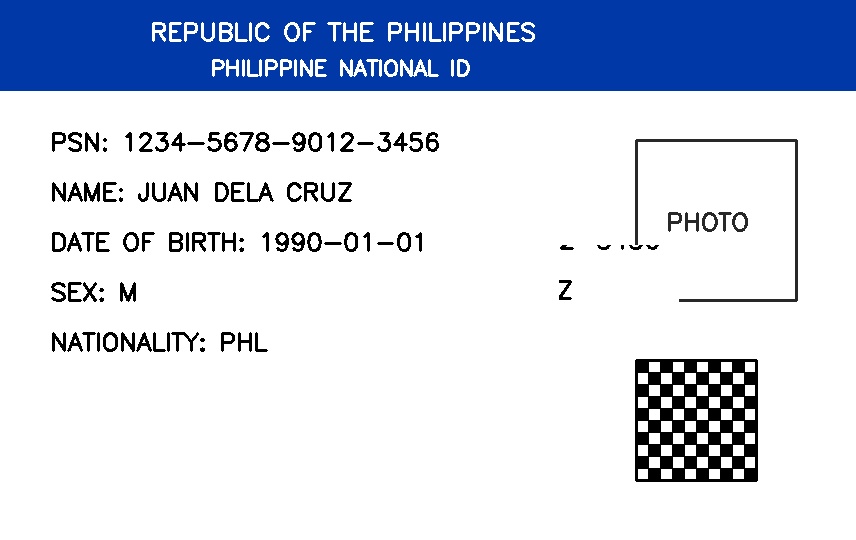 REPUBLIC OF THE PHILIPPINES
PHILIPPINE NATIONAL ID
PSN: 1234-5678-9012-3456
NAME: JUAN DELA CRUZ
PHOTO
DATE OF BIRTH: 1990-01-01
SEX: M
Z
NATIONALITY: PHL